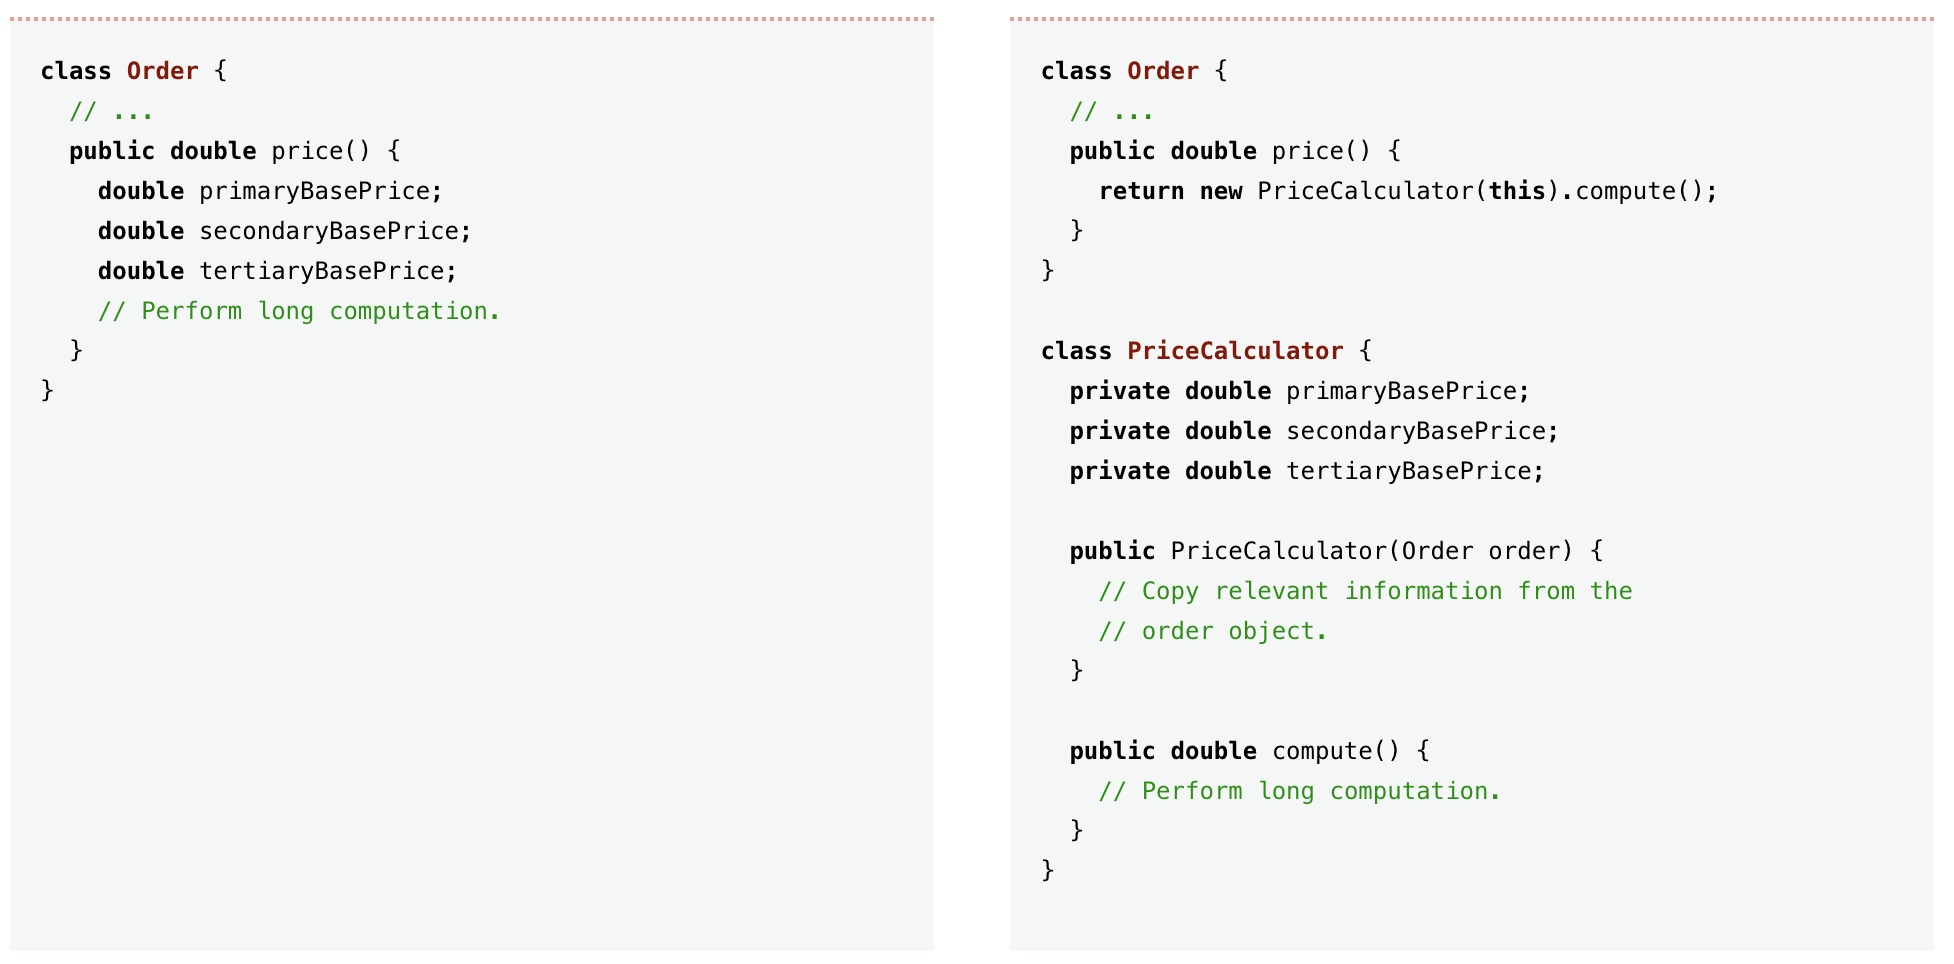 class Order {
  // ...
  public double price() {
    double primaryBasePrice;
    double secondaryBasePrice;
    double tertiaryBasePrice;
    // Perform long computation.
  }
}
class Order {
  // ...
  public double price() {
    return new PriceCalculator(this).compute();
  }
}

class PriceCalculator {
  private double primaryBasePrice;
  private double secondaryBasePrice;
  private double tertiaryBasePrice;

  public PriceCalculator(Order order) {
    // Copy relevant information from the
    // order object.
  }

  public double compute() {
    // Perform long computation.
  }
}